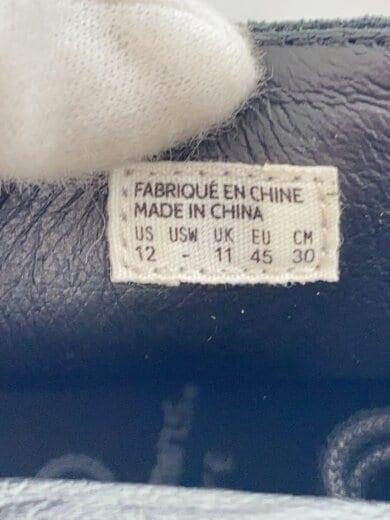 FABRIQUÉ EN CHINE
MADE IN CHINA
US USW UK EU CM
12 - 11 45 30